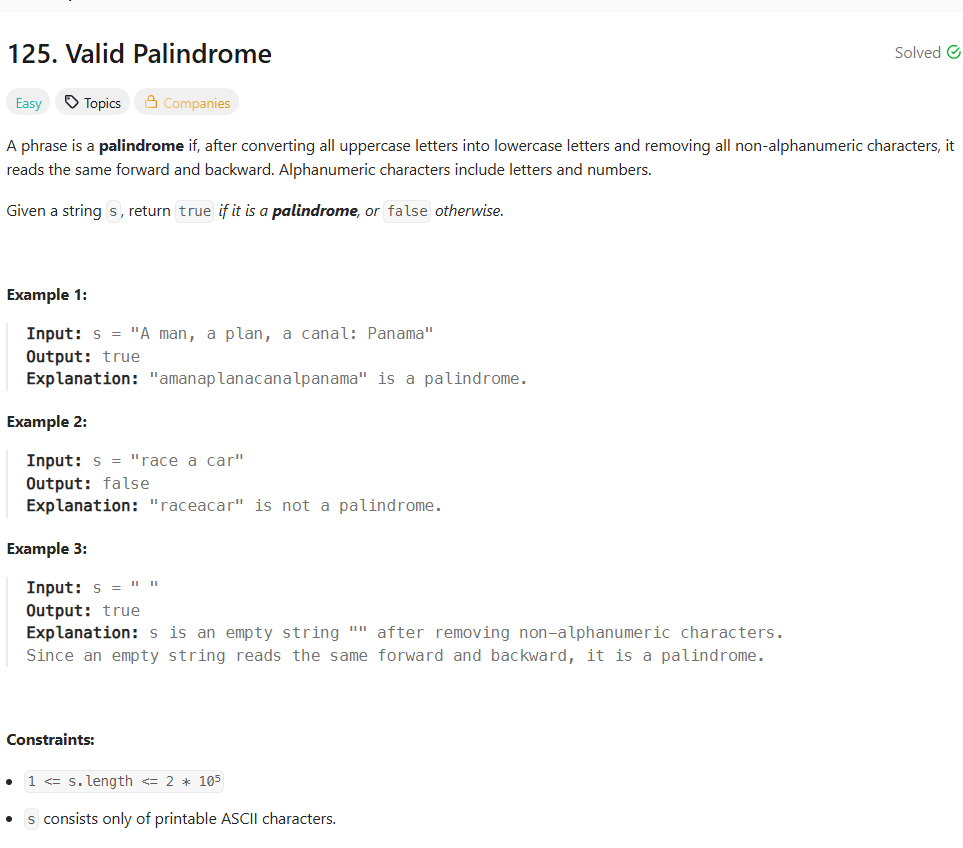 125. Valid Palindrome
Solved
Easy
Topics
Companies
A phrase is a palindrome if, after converting all uppercase letters into lowercase letters and removing all non-alphanumeric characters, it
reads the same forward and backward. Alphanumeric characters include letters and numbers.
Given a string s, return true if it is a palindrome, or false otherwise.
Example 1:
Input: s = "A man, a plan, a canal: Panama"
Output: true
Explanation: "amanaplanacanalpanama" is a palindrome.
Example 2:
Input: s = "race a car"
Output: false
Explanation: "raceacar" is not a palindrome.
Example 3:
Input: s = " "
Output: true
Explanation: s is an empty string "" after removing non-alphanumeric characters.
Since an empty string reads the same forward and backward, it is a palindrome.
Constraints:
• 1 <= s.length <= 2 * 10⁵
• s consists only of printable ASCII characters.